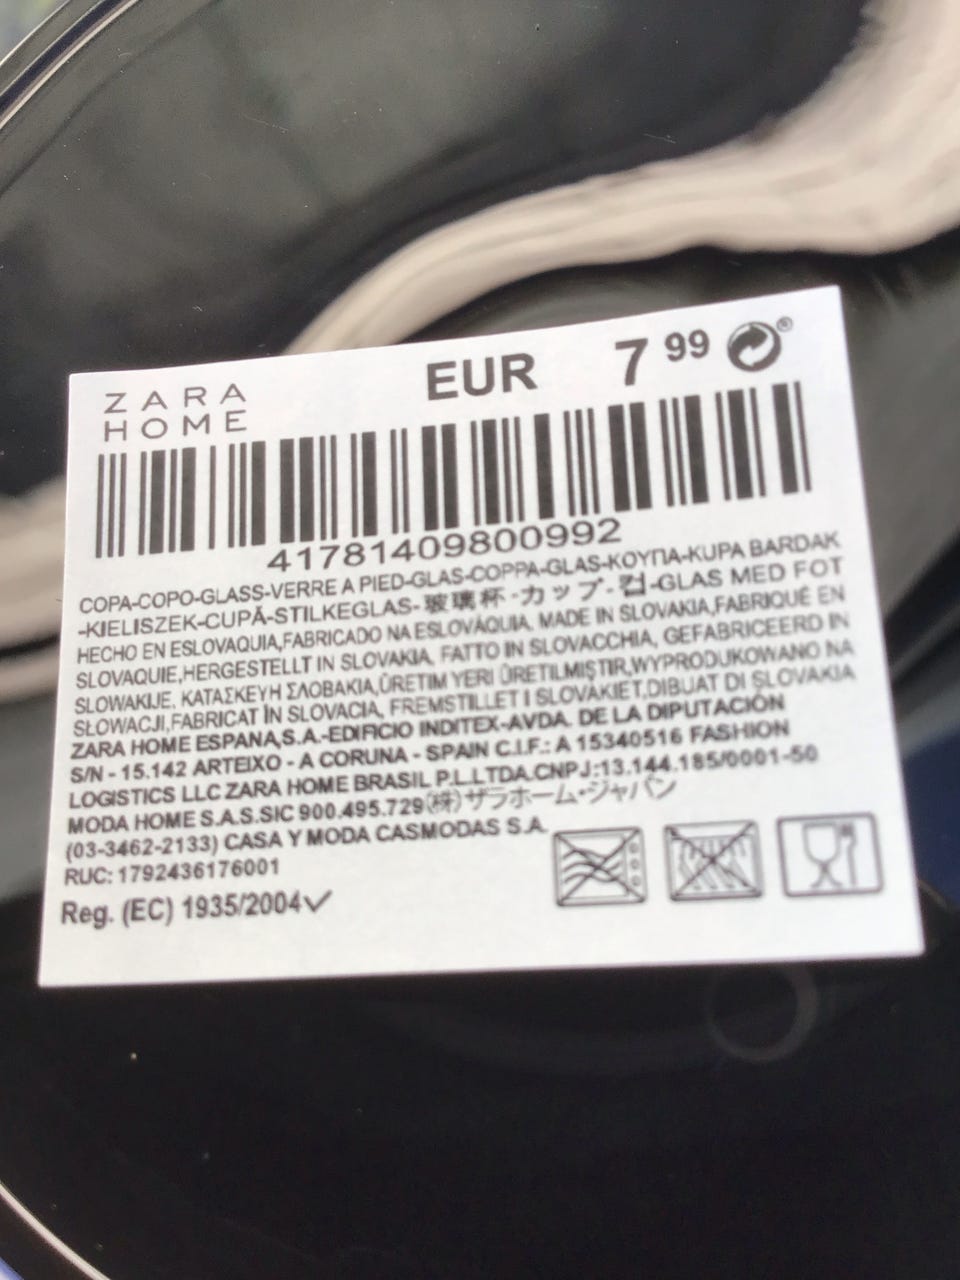 ZARA
HOME
EUR 7 99 ®
41781409800992
COPA-COPO-GLASS-VERRE A PIED-GLAS-COPPA-GLAS-ΚΟΥΠΑ-KUPA BARDAK
-KIELISZEK-CUPĂ-STILKEGLAS-玻璃杯-カップ-컵-GLAS MED FOT
HECHO EN ESLOVAQUIA,FABRICADO NA ESLOVÁQUIA, MADE IN SLOVAKIA,FABRIQUÉ EN
SLOVAQUIE,HERGESTELLT IN SLOVAKIA, FATTO IN SLOVACCHIA, GEFABRICEERD IN
SLOWAKIJE, ΚΑΤΑΣΚΕΥΗ ΣΛΟΒΑΚΙΑ,ÜRETIM YERI ÜRETILMIŞTIR,WYPRODUKOWANO NA
SŁOWACJI,FABRICAT ÎN SLOVACIA, FREMSTILLET I SLOVAKIET,DIBUAT DI SLOVAKIA
ZARA HOME ESPANA,S.A.-EDIFICIO INDITEX-AVDA. DE LA DIPUTACIÓN
S/N - 15.142 ARTEIXO - A CORUNA - SPAIN C.I.F.: A 15340516 FASHION
LOGISTICS LLC ZARA HOME BRASIL P.L.LTDA.CNPJ:13.144.185/0001-50
MODA HOME S.A.S.SIC 900.495.729(株)ザラホーム・ジャパン
(03-3462-2133) CASA Y MODA CASMODAS S.A.
RUC: 1792436176001
Reg. (EC) 1935/2004✓